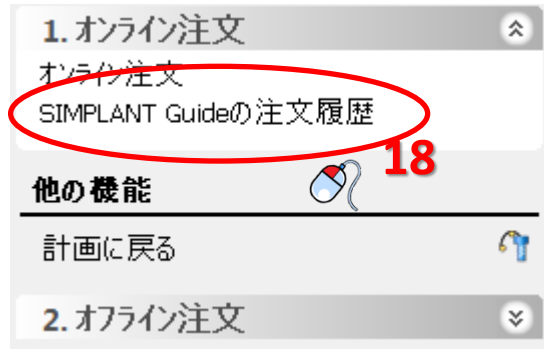 1. オンライン注文
オンライン注文
SIMPLANT Guideの注文履歴
18
他の機能
計画に戻る
2. オフライン注文